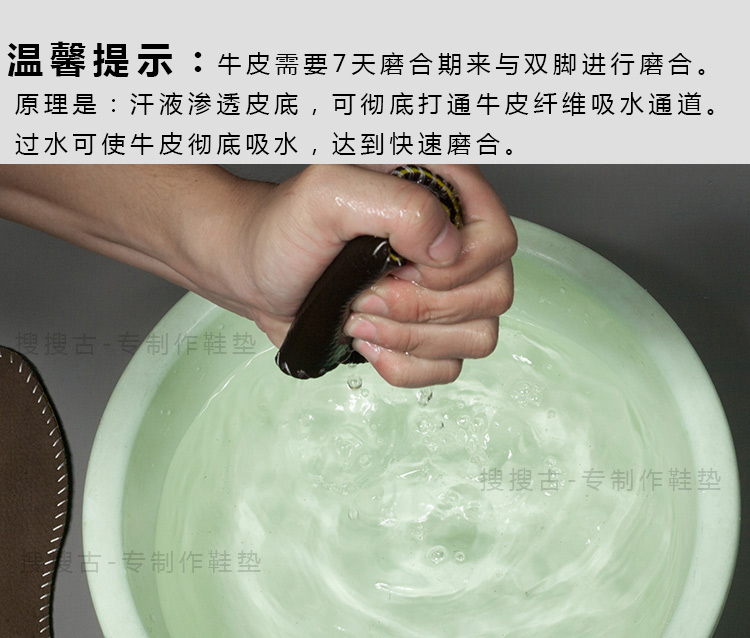 温馨提示：牛皮需要7天磨合期来与双脚进行磨合。
原理是：汗液渗透皮底，可彻底打通牛皮纤维吸水通道。
过水可使牛皮彻底吸水，达到快速磨合。
搜搜古-专制作鞋垫
搜搜古-专制作鞋垫
搜搜古-专制作鞋垫